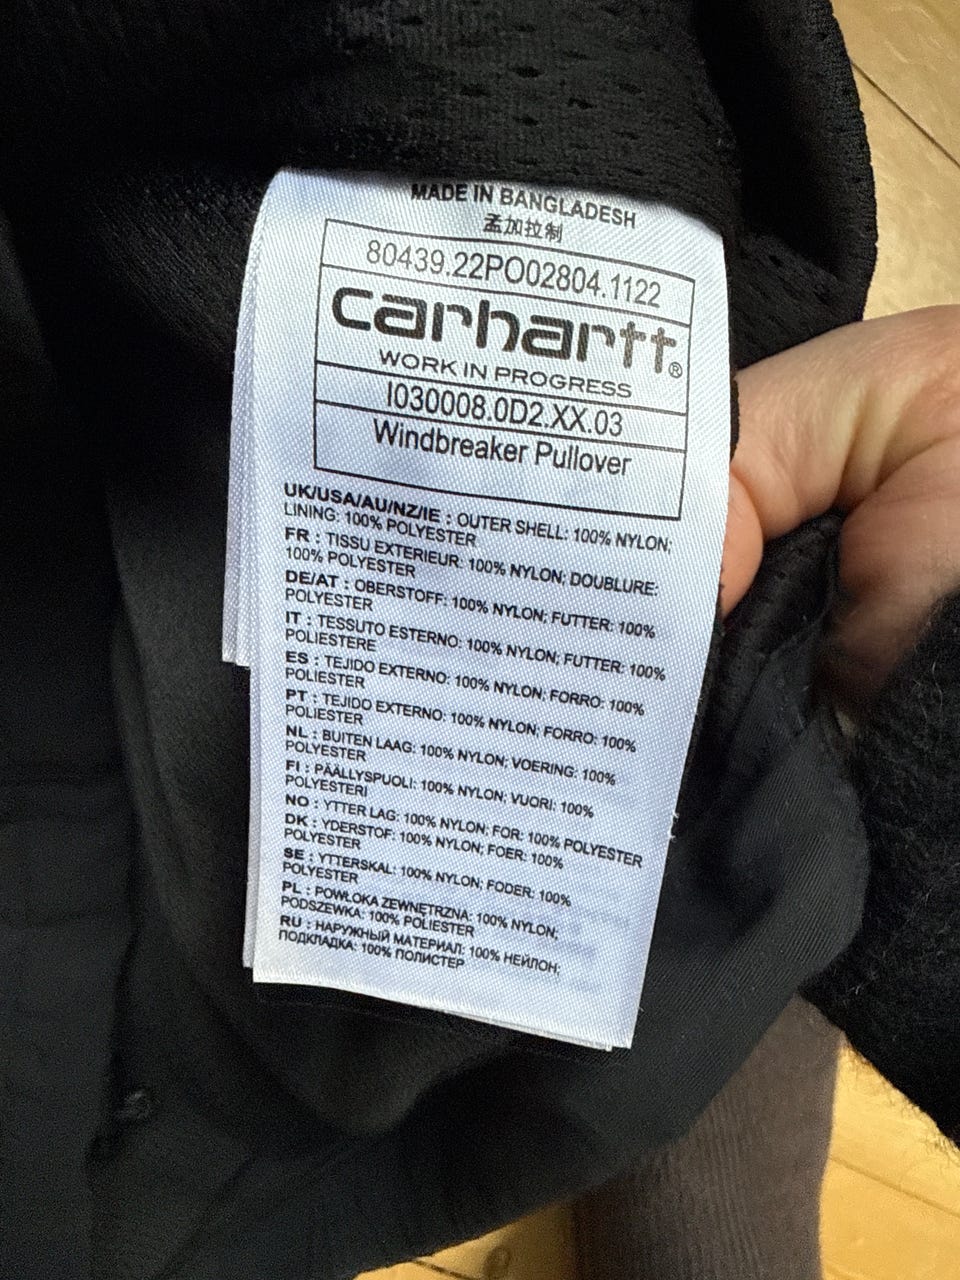 MADE IN BANGLADESH
孟加拉制
80439.22PO02804.1122
carhartt®
WORK IN PROGRESS
I030008.0D2.XX.03
Windbreaker Pullover
UK/USA/AU/NZ/IE : OUTER SHELL: 100% NYLON;
LINING: 100% POLYESTER
FR : TISSU EXTERIEUR: 100% NYLON; DOUBLURE:
100% POLYESTER
DE/AT : OBERSTOFF: 100% NYLON; FUTTER: 100%
POLYESTER
IT : TESSUTO ESTERNO: 100% NYLON; FUTTER: 100%
POLIESTERE
ES : TEJIDO EXTERNO: 100% NYLON; FORRO: 100%
POLIESTER
PT : TEJIDO EXTERNO: 100% NYLON; FORRO: 100%
POLIESTER
NL : BUITEN LAAG: 100% NYLON; VOERING: 100%
POLYESTER
FI : PÄÄLLYSPUOLI: 100% NYLON; VUORI: 100%
POLYESTERI
NO : YTTER LAG: 100% NYLON; FOR: 100% POLYESTER
DK : YDERSTOF: 100% NYLON; FOER: 100%
POLYESTER
SE : YTTERSKAL: 100% NYLON; FODER: 100%
POLYESTER
PL : POWŁOKA ZEWNĘTRZNA: 100% NYLON;
PODSZEWKA: 100% POLIESTER
RU : НАРУЖНЫЙ МАТЕРИАЛ: 100% НЕЙЛОН;
ПОДКЛАДКА: 100% ПОЛИСТЕР